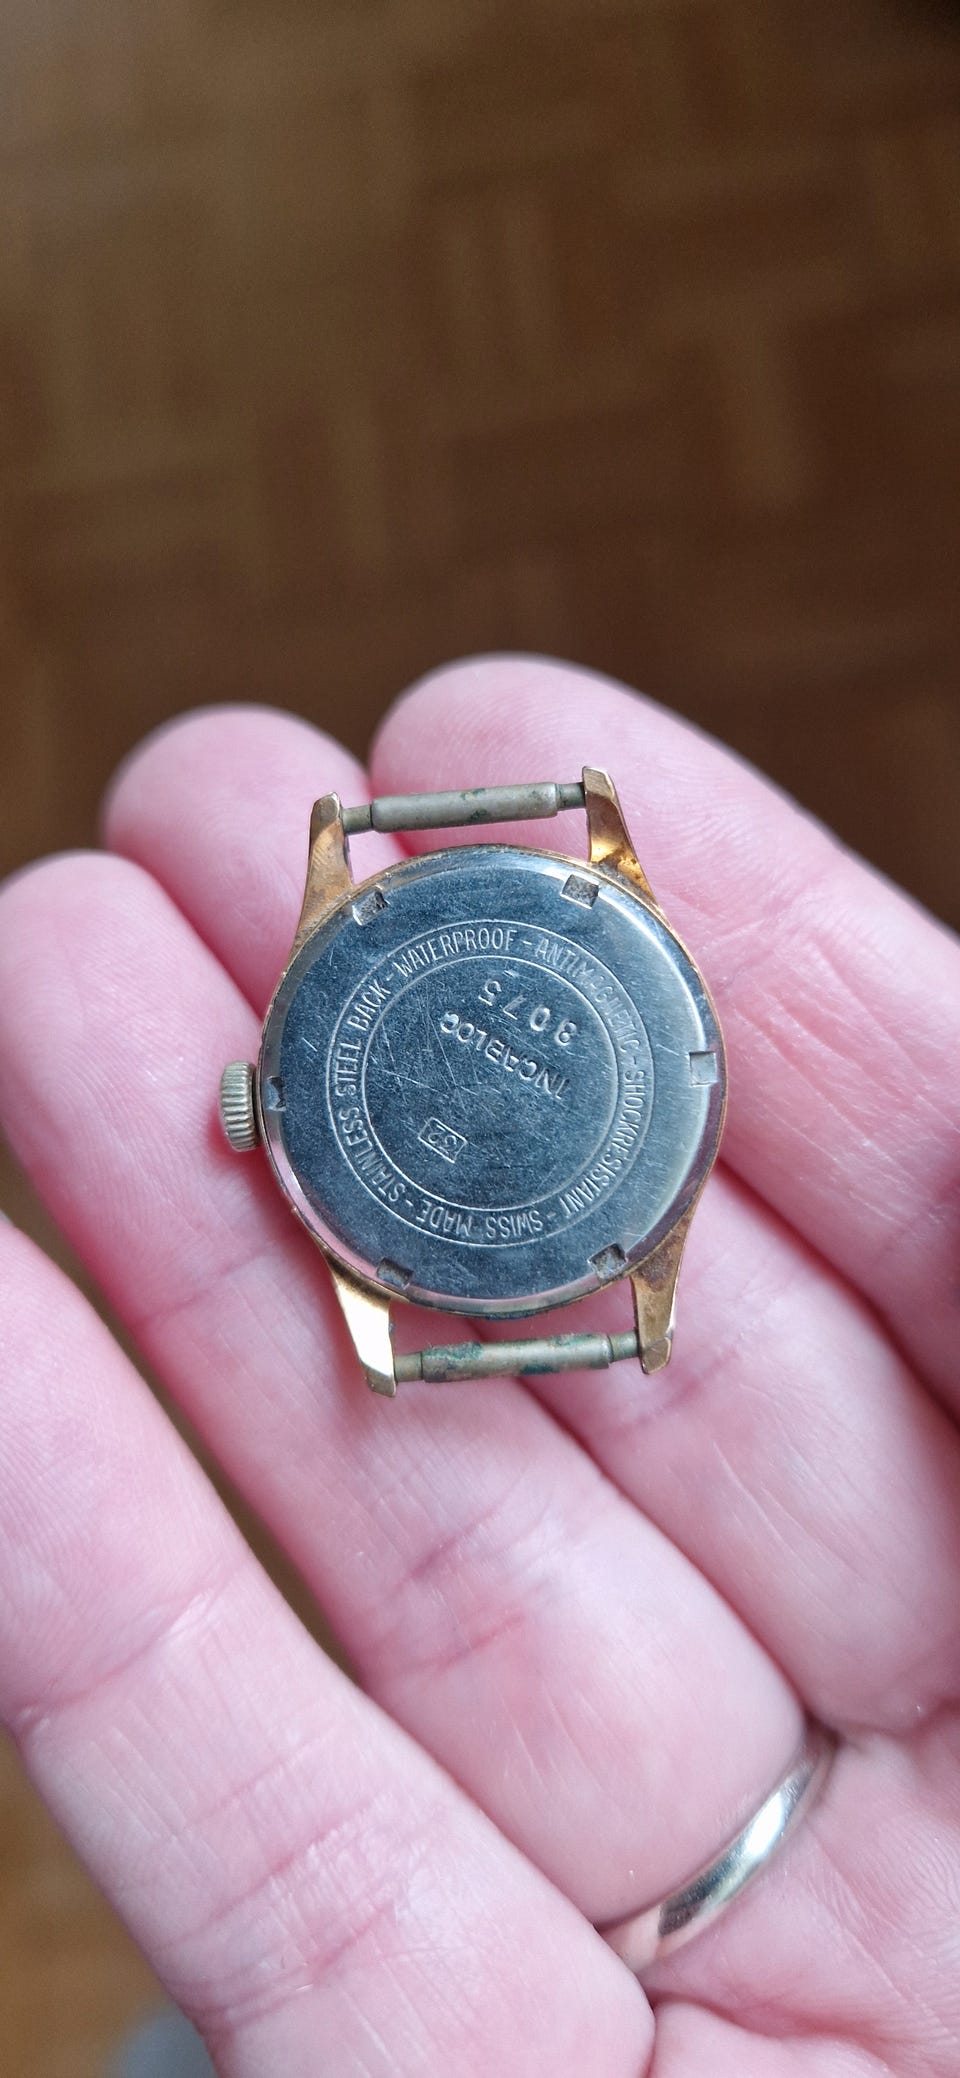 STAINLESS STEEL BACK - WATERPROOF - ANTIMAGNETIC - SHOCKRESISTANT - SWISS MADE -
INCABLOC
3075